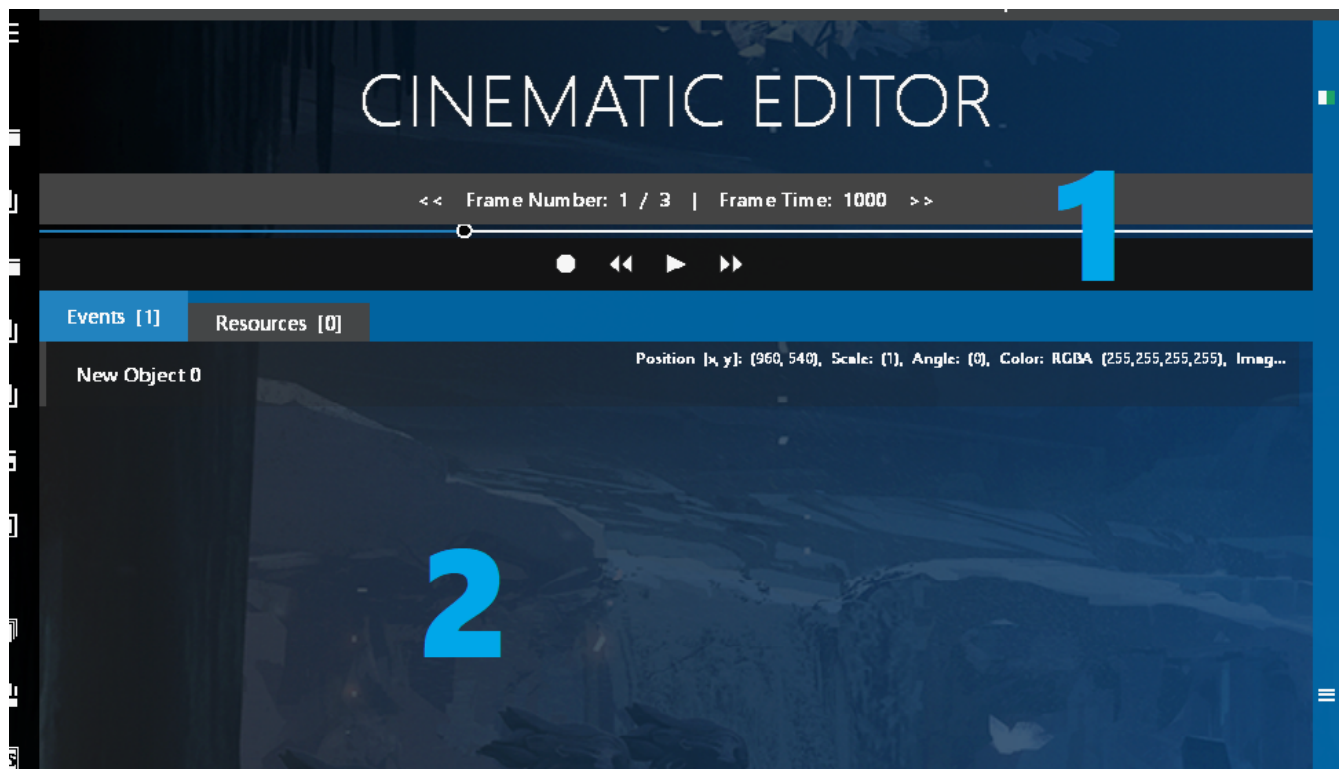 CINEMATIC EDITOR
<< Frame Number: 1 / 3 | Frame Time: 1000 >>
1
Events [1]
Resources [0]
Position [x, y]: (960, 540), Scale: (1), Angle: (0), Color: RGBA (255,255,255,255), Imag...
New Object 0
2